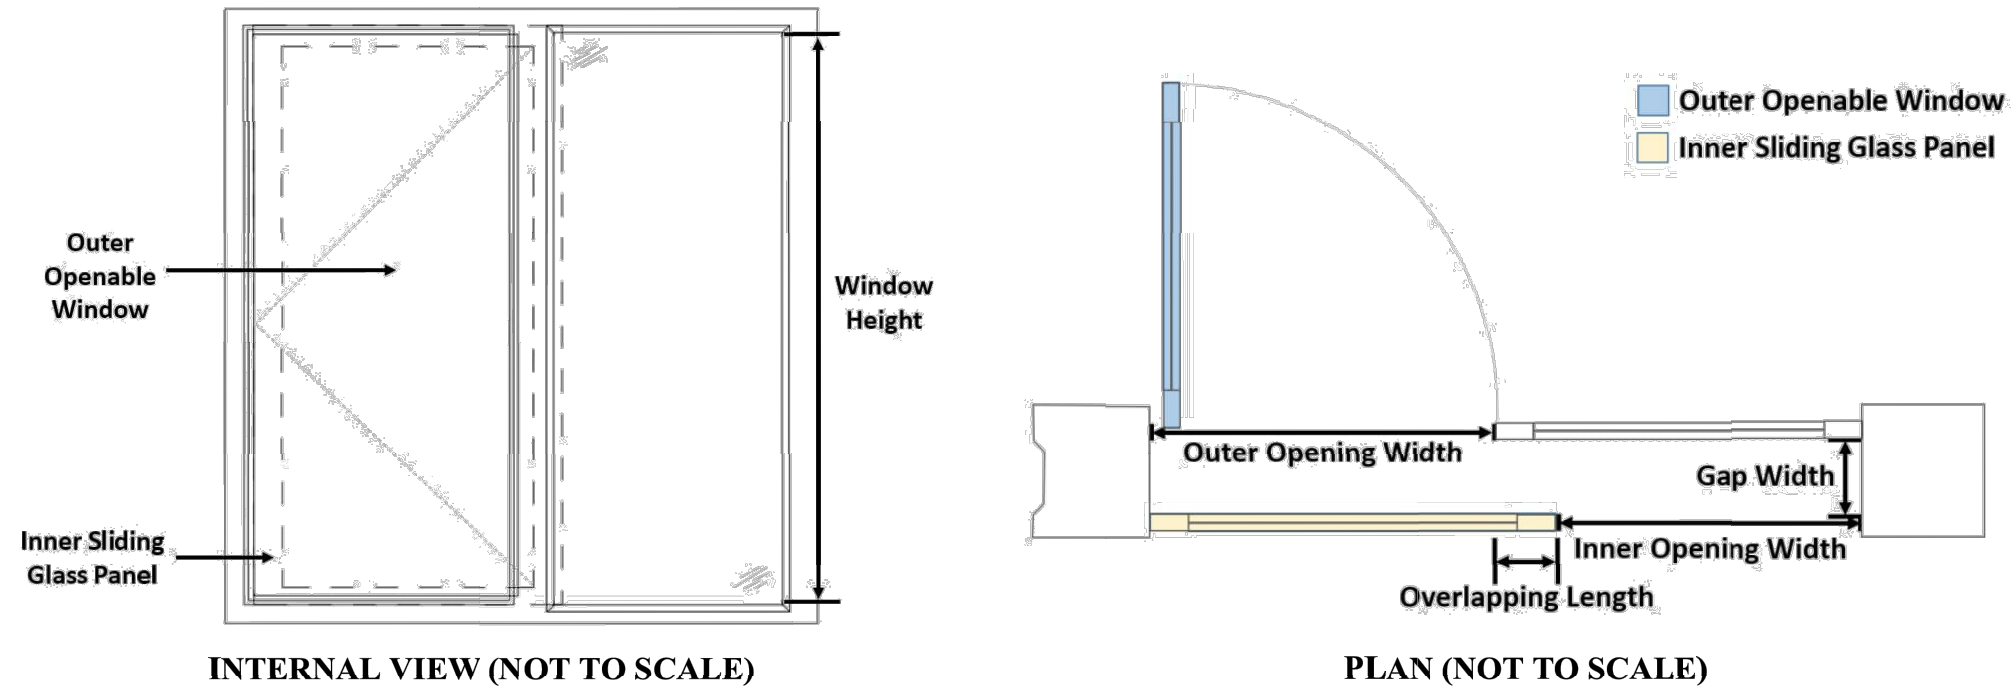 Outer
Openable
Window
Inner Sliding
Glass Panel
Window
Height
INTERNAL VIEW (NOT TO SCALE)
Outer Openable Window
Inner Sliding Glass Panel
Outer Opening Width
Gap Width
Inner Opening Width
Overlapping Length
PLAN (NOT TO SCALE)